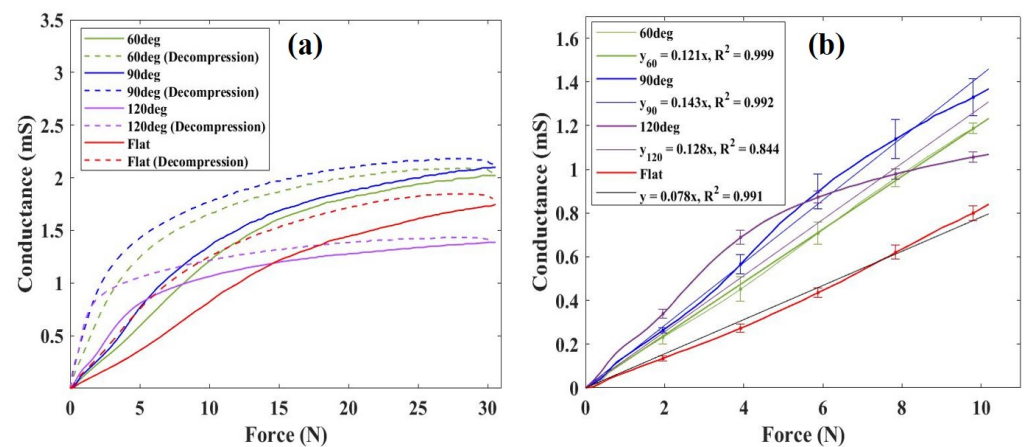 (a)
60deg
60deg (Decompression)
90deg
90deg (Decompression)
120deg
120deg (Decompression)
Flat
Flat (Decompression)
3.5
3
2.5
2
1.5
1
0.5
0 5 10 15 20 25 30
Force (N)
Conductance (mS)
(b)
60deg
y60 = 0.121x, R2 = 0.999
90deg
y90 = 0.143x, R2 = 0.992
120deg
y120 = 0.128x, R2 = 0.844
Flat
y = 0.078x, R2 = 0.991
1.6
1.4
1.2
1
0.8
0.6
0.4
0.2
0
0 2 4 6 8 10
Force (N)
Conductance (mS)